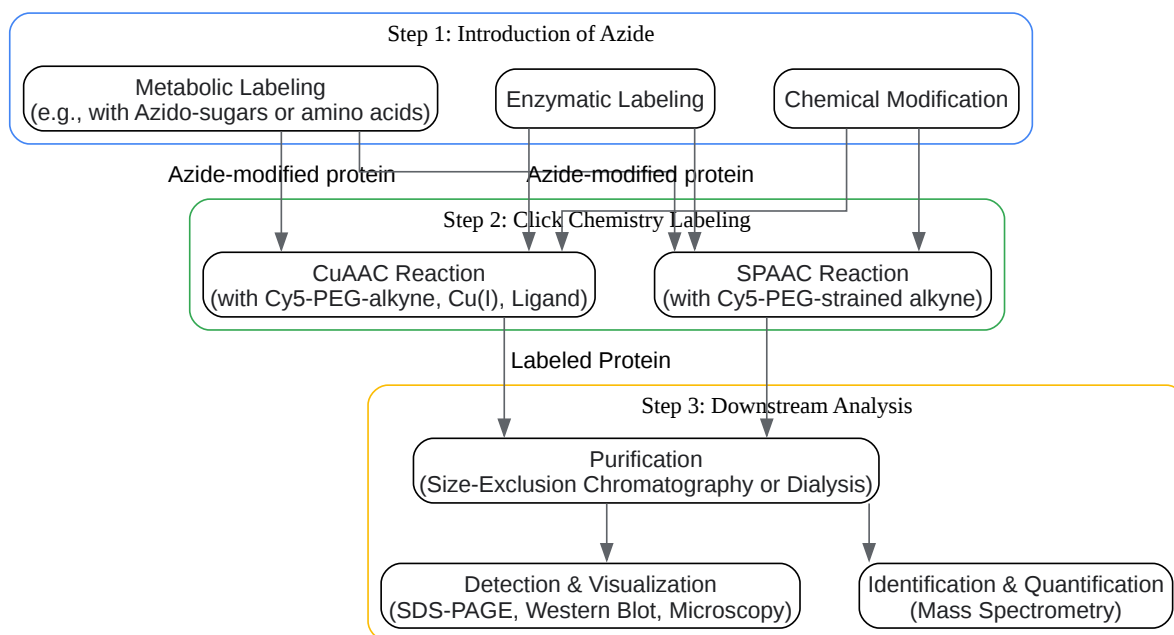 Step 1: Introduction of Azide
Metabolic Labeling
(e.g., with Azido-sugars or amino acids)
Enzymatic Labeling
Chemical Modification
Azide-modified protein
Azide-modified protein
Step 2: Click Chemistry Labeling
CuAAC Reaction
(with Cy5-PEG-alkyne, Cu(I), Ligand)
SPAAC Reaction
(with Cy5-PEG-strained alkyne)
Labeled Protein
Step 3: Downstream Analysis
Purification
(Size-Exclusion Chromatography or Dialysis)
Detection & Visualization
(SDS-PAGE, Western Blot, Microscopy)
Identification & Quantification
(Mass Spectrometry)